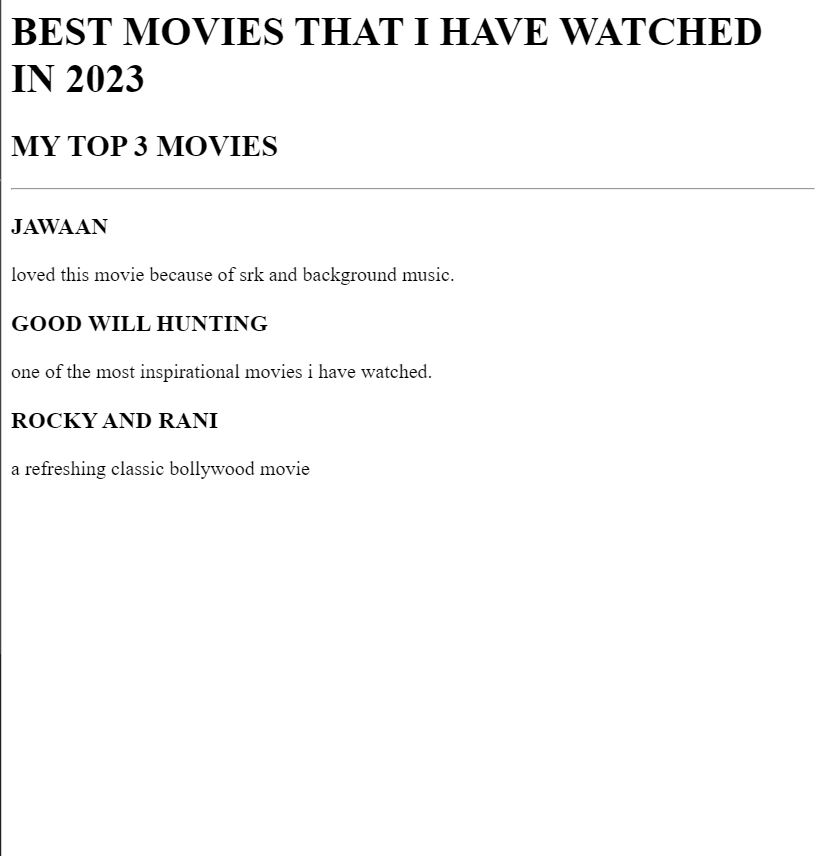 BEST MOVIES THAT I HAVE WATCHED
IN 2023
MY TOP 3 MOVIES
JAWAAN
loved this movie because of srk and background music.
GOOD WILL HUNTING
one of the most inspirational movies i have watched.
ROCKY AND RANI
a refreshing classic bollywood movie